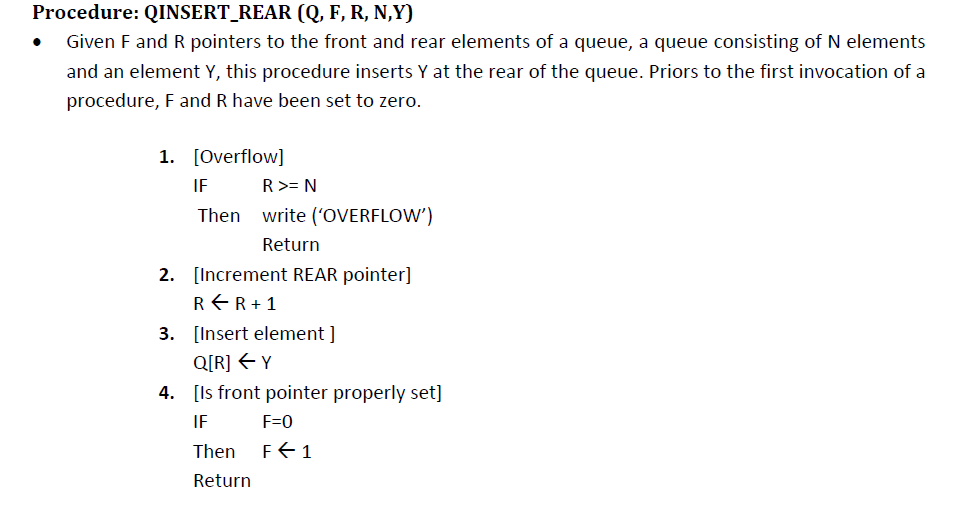 Procedure: QINSERT_REAR (Q, F, R, N,Y)
• Given F and R pointers to the front and rear elements of a queue, a queue consisting of N elements
and an element Y, this procedure inserts Y at the rear of the queue. Priors to the first invocation of a
procedure, F and R have been set to zero.
1. [Overflow]
IF R >= N
Then write (‘OVERFLOW’)
Return
2. [Increment REAR pointer]
R ← R + 1
3. [Insert element ]
Q[R] ← Y
4. [Is front pointer properly set]
IF F=0
Then F ← 1
Return